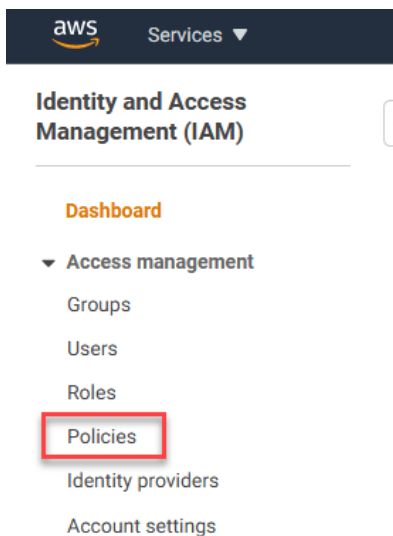 aws Services ▼
Identity and Access
Management (IAM)
Dashboard
Access management
Groups
Users
Roles
Policies
Identity providers
Account settings